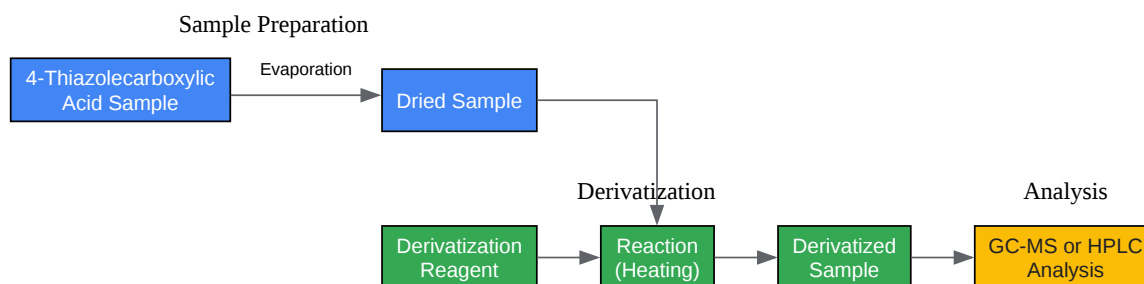 Sample Preparation
4-Thiazolecarboxylic
Acid Sample
Evaporation
Dried Sample
Derivatization
Analysis
Derivatization
Reagent
Reaction
(Heating)
Derivatized
Sample
GC-MS or HPLC
Analysis